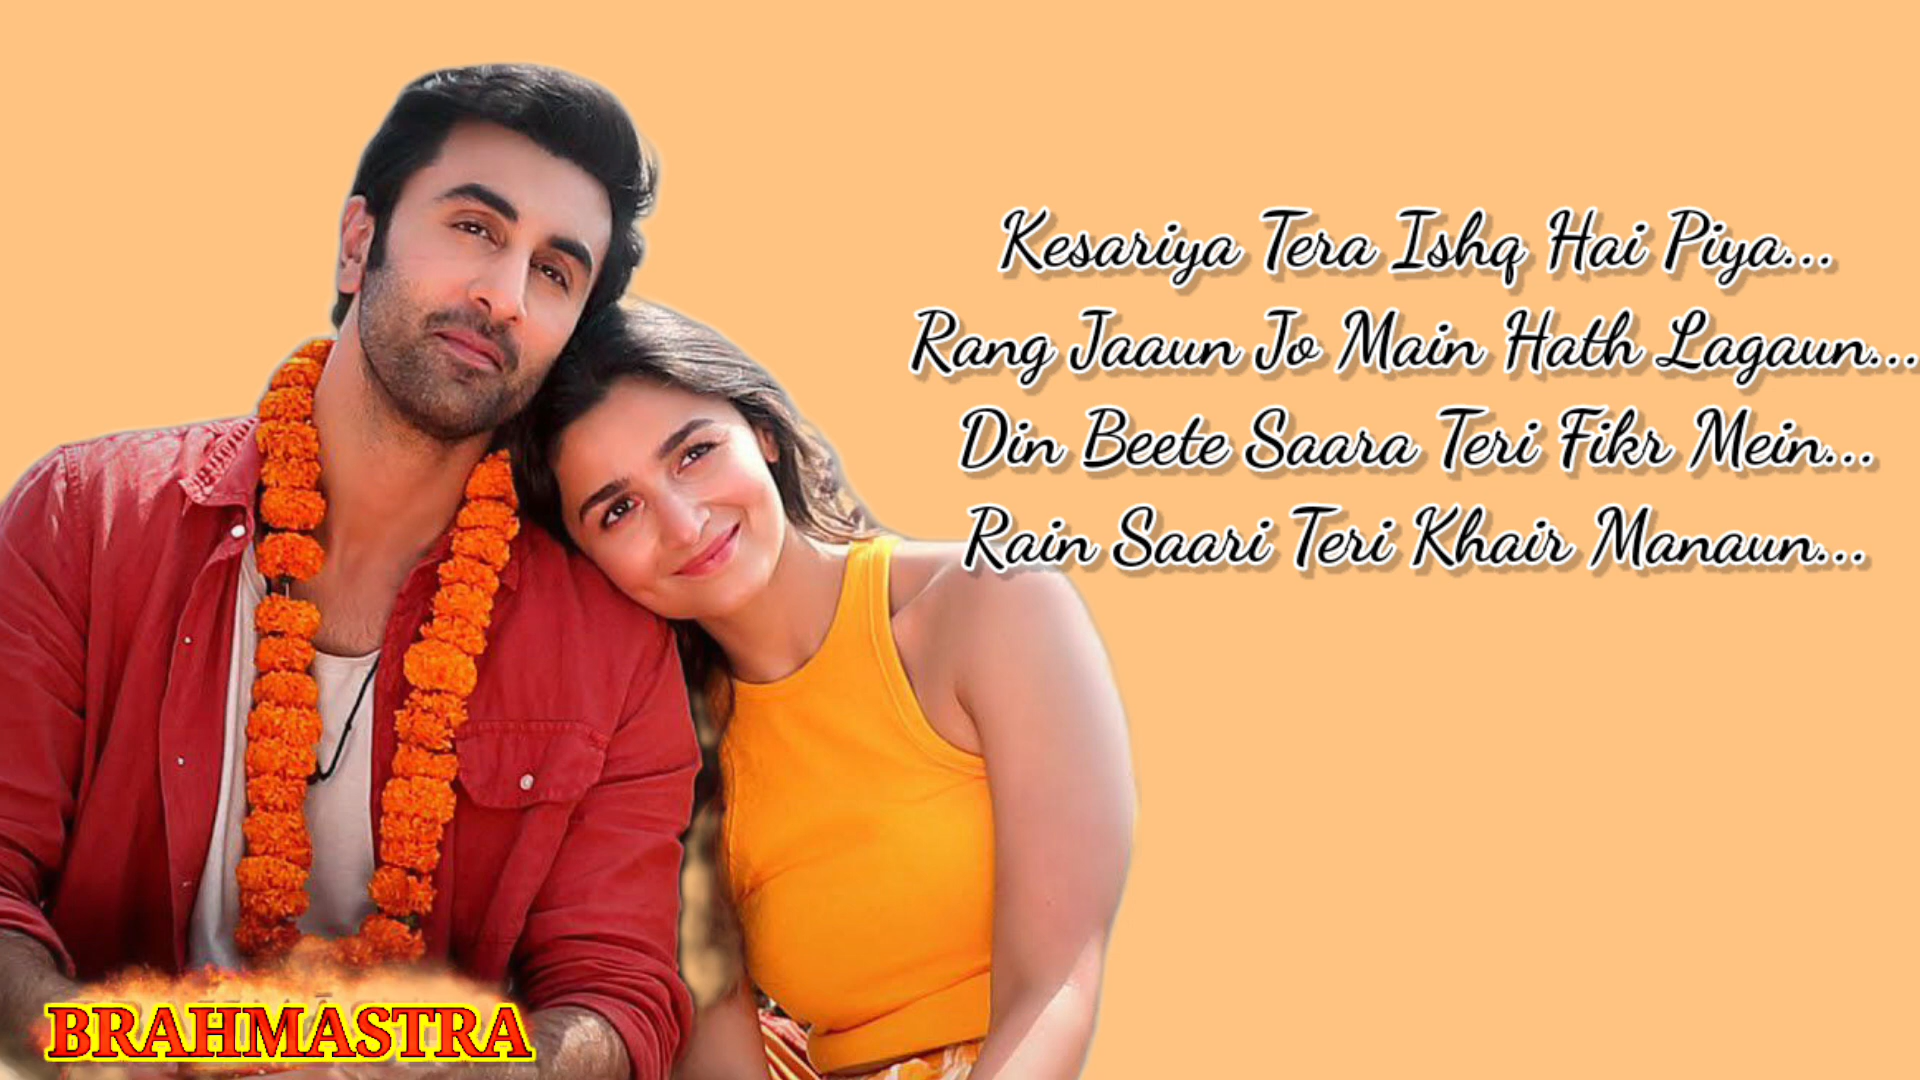 Kesariya Tera Ishq Hai Piya...
Rang Jaaun Jo Main Hath Lagaun...
Din Beete Saara Teri Fikr Mein...
Rain Saari Teri Khair Manaun...
BRAHMASTRA